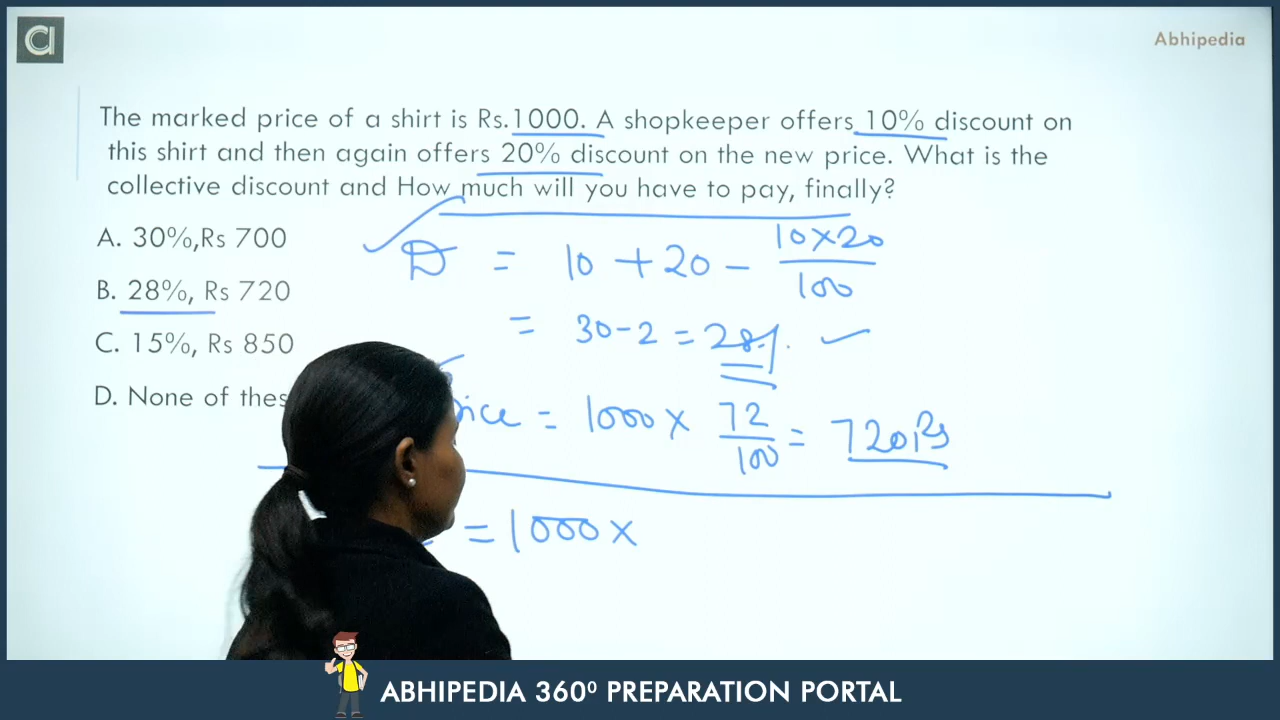 Abhipedia
The marked price of a shirt is Rs.1000. A shopkeeper offers 10% discount on
this shirt and then again offers 20% discount on the new price. What is the
collective discount and How much will you have to pay, finally?
A. 30%,Rs 700
B. 28%, Rs 720
C. 15%, Rs 850
D. None of thes
D = 10 + 20 - 10×20/100
= 30-2 = 28%.
ice = 1000 × 72/100 = 720 Rs
= 1000 ×
ABHIPEDIA 360⁰ PREPARATION PORTAL